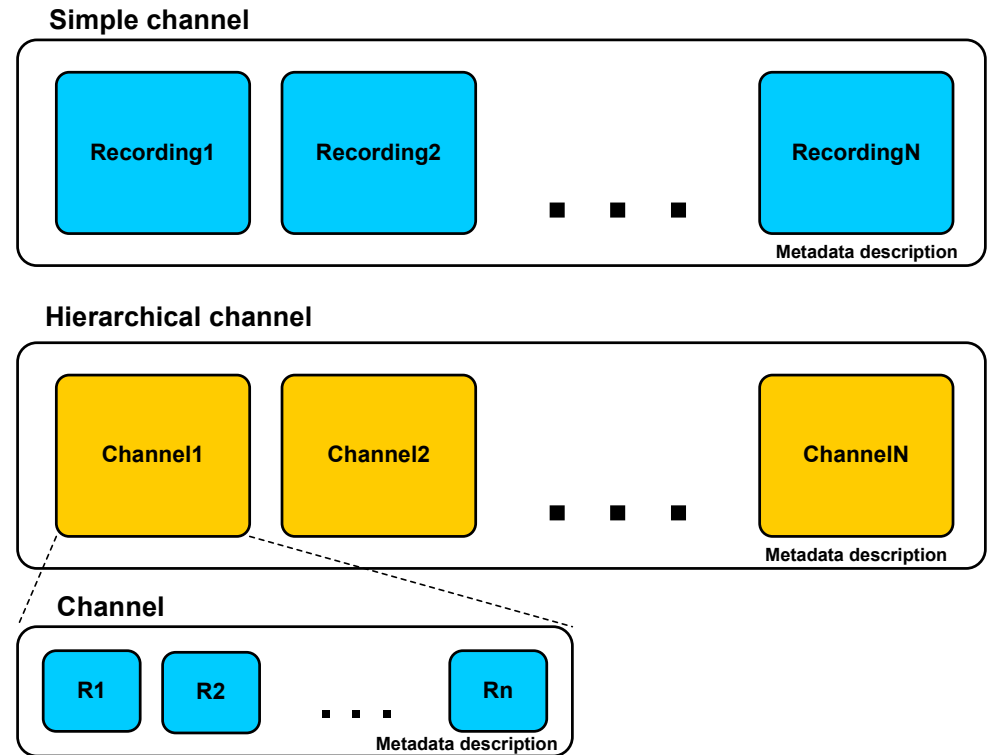 Simple channel
Recording1
Recording2
RecordingN
Metadata description
Hierarchical channel
Channel1
Channel2
ChannelN
Metadata description
Channel
R1
R2
Rn
Metadata description